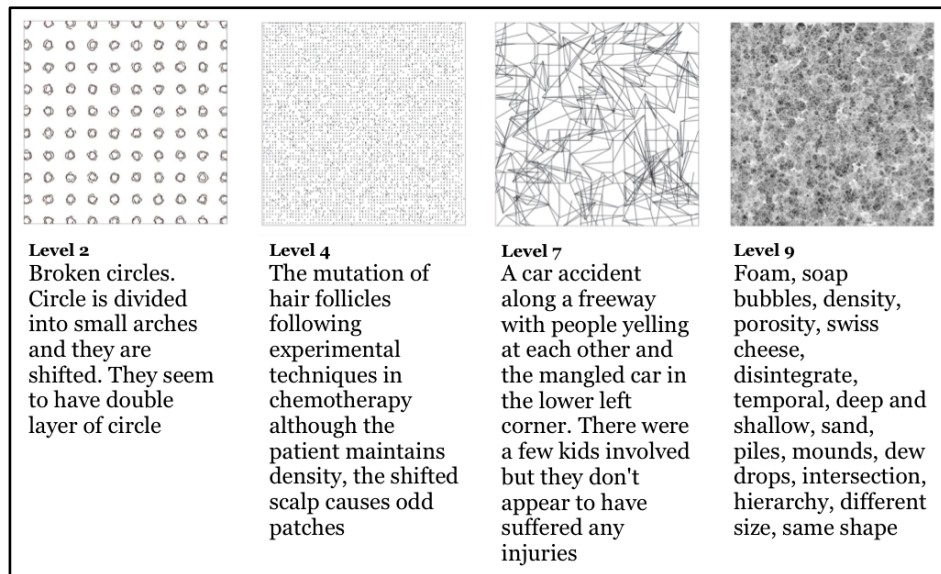 Level 2
Broken circles.
Circle is divided
into small arches
and they are
shifted. They seem
to have double
layer of circle
Level 4
The mutation of
hair follicles
following
experimental
techniques in
chemotherapy
although the
patient maintains
density, the shifted
scalp causes odd
patches
Level 7
A car accident
along a freeway
with people yelling
at each other and
the mangled car in
the lower left
corner. There were
a few kids involved
but they don't
appear to have
suffered any
injuries
Level 9
Foam, soap
bubbles, density,
porosity, swiss
cheese,
disintegrate,
temporal, deep and
shallow, sand,
piles, mounds, dew
drops, intersection,
hierarchy, different
size, same shape